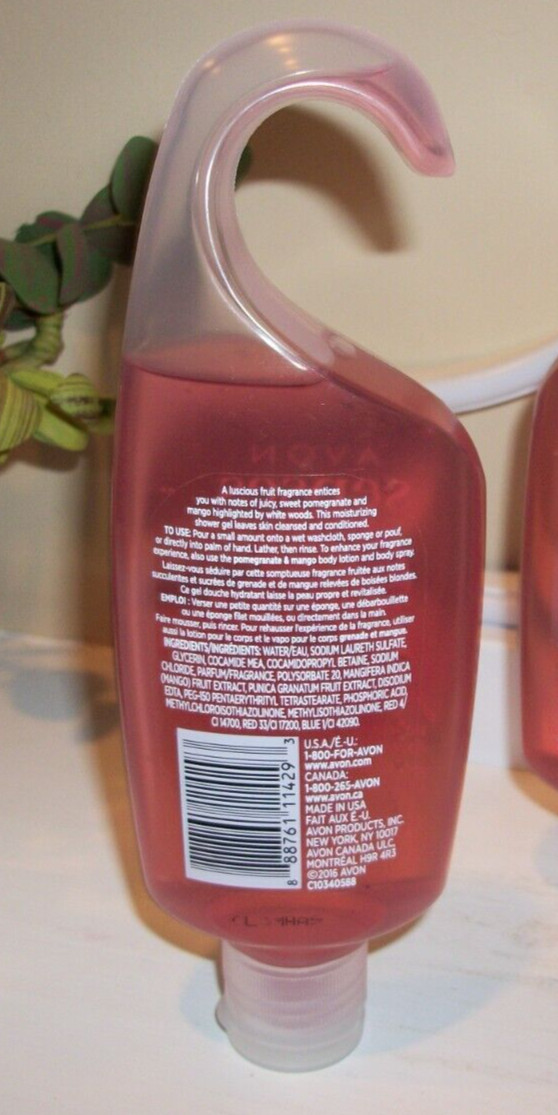 AVON
A luscious fruit fragrance entices
you with notes of juicy, sweet pomegranate and
mango highlighted by white woods. This moisturizing
shower gel leaves skin cleansed and conditioned.
TO USE: Pour a small amount onto a wet washcloth, sponge or pouf,
or directly into palm of hand. Lather, then rinse. To enhance your fragrance
experience, also use the pomegranate & mango body lotion and body spray.
Laissez-vous séduire par cette somptueuse fragrance fruitée aux notes
succulentes et sucrées de grenade et de mangue relevées de boisées blondes.
Ce gel douche hydratant laisse la peau propre et revitalisée.
EMPLOI : Verser une petite quantité sur une éponge, une débarbouillette
ou une éponge filet mouillées, ou directement dans la main.
Faire mousser, puis rincer. Pour rehausser l'expérience de la fragrance, utiliser
aussi la lotion pour le corps et le vapo pour le corps grenade et mangue.
INGREDIENTS/INGRÉDIENTS: WATER/EAU, SODIUM LAURETH SULFATE,
GLYCERIN, COCAMIDE MEA, COCAMIDOPROPYL BETAINE, SODIUM
CHLORIDE, PARFUM/FRAGRANCE, POLYSORBATE 20, MANGIFERA INDICA
(MANGO) FRUIT EXTRACT, PUNICA GRANATUM FRUIT EXTRACT, DISODIUM
EDTA, PEG-150 PENTAERYTHRITYL TETRASTEARATE, PHOSPHORIC ACID,
METHYLCHLOROISOTHIAZOLINONE, METHYLISOTHIAZOLINONE, RED 4/
CI 14700, RED 33/CI 17200, BLUE 1/CI 42090.
8 88761 11429 3
U.S.A./É.-U.:
1-800-FOR-AVON
www.avon.com
CANADA:
1-800-265-AVON
www.avon.ca
MADE IN USA
FAIT AUX É.-U.
AVON PRODUCTS, INC.
NEW YORK, NY 10017
AVON CANADA ULC.
MONTRÉAL H9R 4R3
©2016 AVON
C10340588